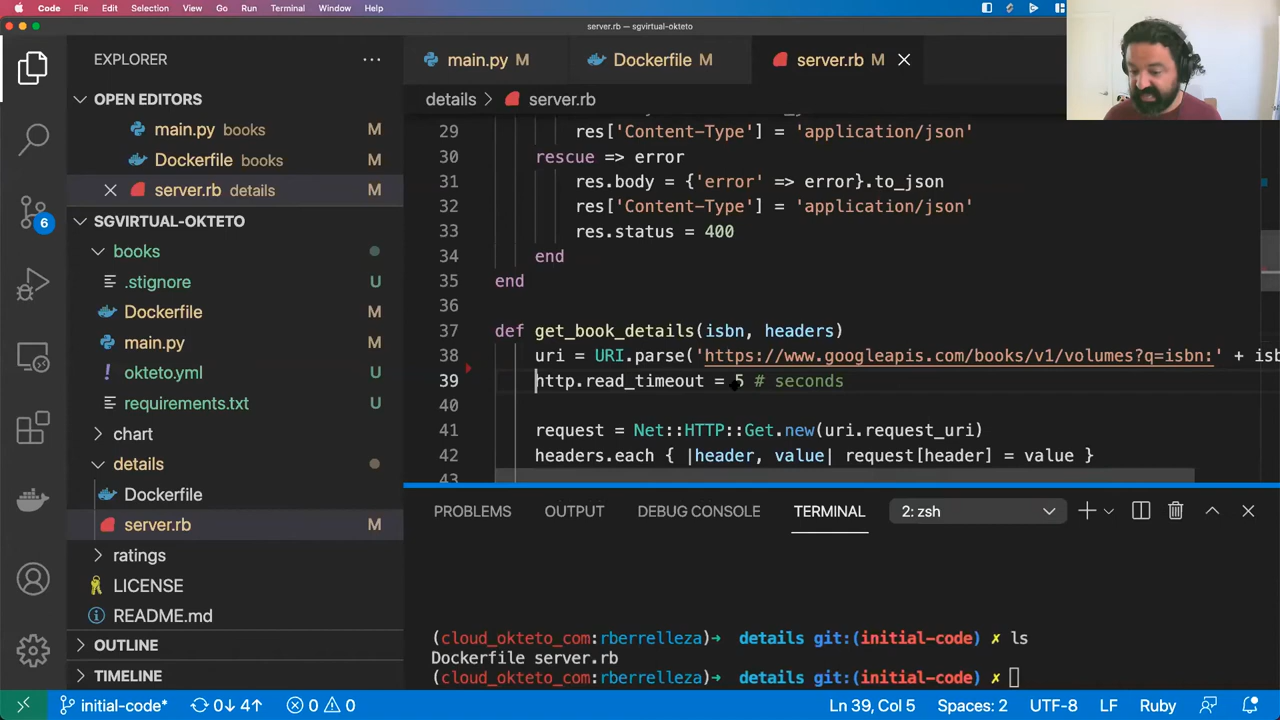 Code File Edit Selection View Go Run Terminal Window Help
server.rb — sgvirtual-okteto
EXPLORER
main.py M
Dockerfile M
server.rb M
OPEN EDITORS
main.py books M
Dockerfile books M
server.rb details M
SGVIRTUAL-OKTETO
books
.stignore U
Dockerfile M
main.py M
okteto.yml U
requirements.txt U
chart
details
Dockerfile
server.rb M
ratings
LICENSE
README.md
OUTLINE
TIMELINE
6
details > server.rb
29 res['Content-Type'] = 'application/json'
30 rescue => error
31 res.body = {'error' => error}.to_json
32 res['Content-Type'] = 'application/json'
33 res.status = 400
34 end
35 end
36
37 def get_book_details(isbn, headers)
38 uri = URI.parse('https://www.googleapis.com/books/v1/volumes?q=isbn:' + isb
39 http.read_timeout = 5 # seconds
40
41 request = Net::HTTP::Get.new(uri.request_uri)
42 headers.each { |header, value| request[header] = value }
43
PROBLEMS OUTPUT DEBUG CONSOLE TERMINAL 2: zsh
(cloud_okteto_com:rberrelleza)➜ details git:(initial-code) ✗ ls
Dockerfile server.rb
(cloud_okteto_com:rberrelleza)➜ details git:(initial-code) ✗
initial-code* 0↓ 4↑ 0 0 Ln 39, Col 5 Spaces: 2 UTF-8 LF Ruby